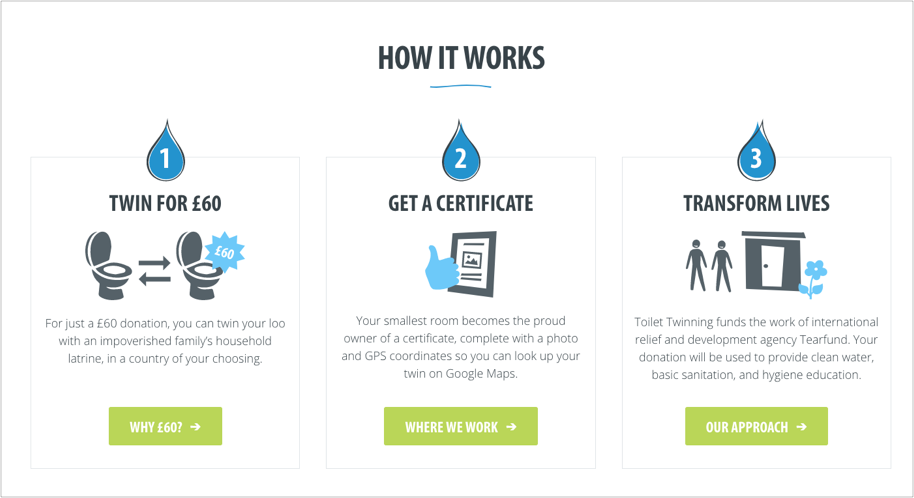 HOW IT WORKS
1
TWIN FOR £60
£60
For just a £60 donation, you can twin your loo
with an impoverished family's household
latrine, in a country of your choosing.
WHY £60? ➔
2
GET A CERTIFICATE
Your smallest room becomes the proud
owner of a certificate, complete with a photo
and GPS coordinates so you can look up your
twin on Google Maps.
WHERE WE WORK ➔
3
TRANSFORM LIVES
Toilet Twinning funds the work of international
relief and development agency Tearfund. Your
donation will be used to provide clean water,
basic sanitation, and hygiene education.
OUR APPROACH ➔